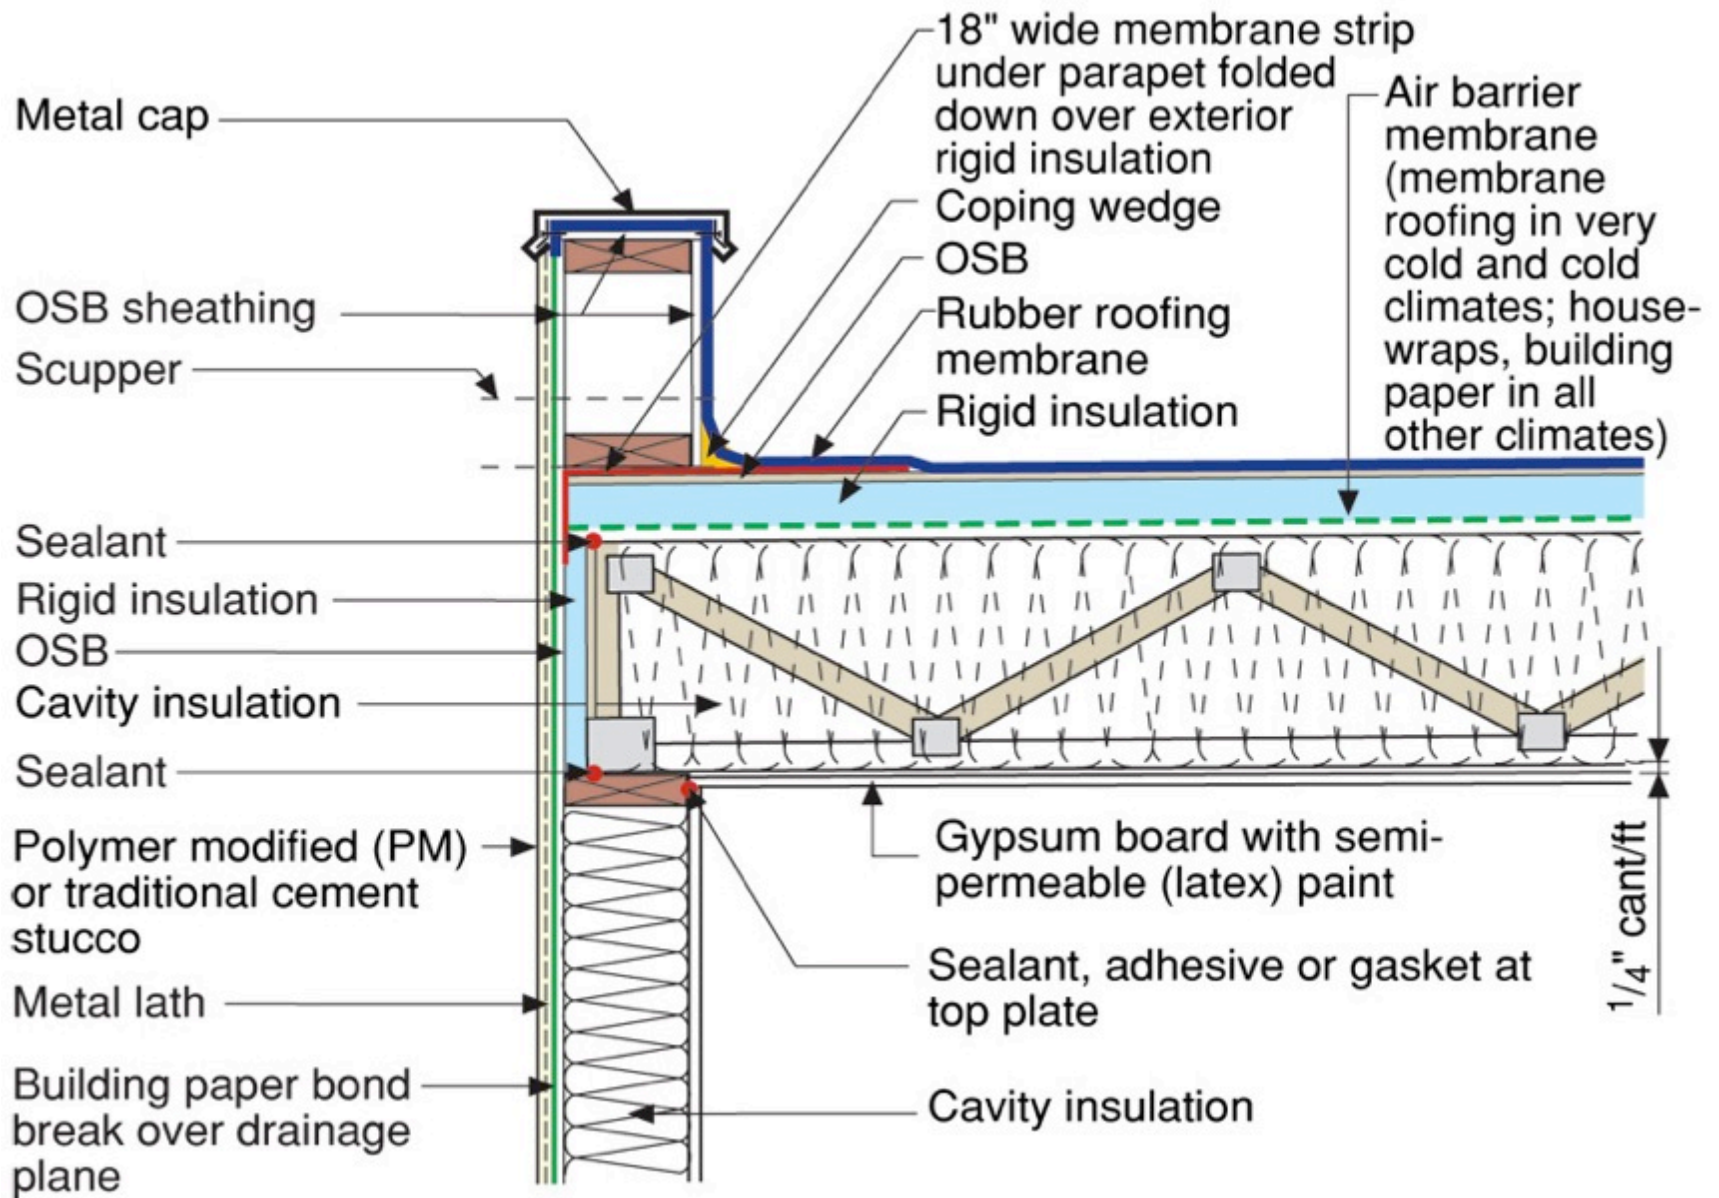 Metal cap
OSB sheathing
Scupper
Sealant
Rigid insulation
OSB
Cavity insulation
Sealant
Polymer modified (PM)
or traditional cement
stucco
Metal lath
Building paper bond
break over drainage
plane
18" wide membrane strip
under parapet folded
down over exterior
rigid insulation
Coping wedge
OSB
Rubber roofing
membrane
Rigid insulation
Air barrier
membrane
(membrane
roofing in very
cold and cold
climates; house-
wraps, building
paper in all
other climates)
Gypsum board with semi-
permeable (latex) paint
Sealant, adhesive or gasket at
top plate
Cavity insulation
1/4" cant/ft